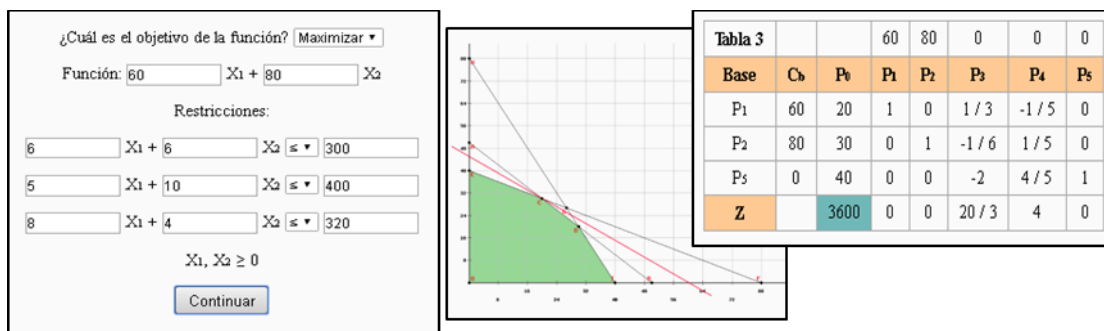 ¿Cuál es el objetivo de la función? Maximizar
Función: 60 X1 + 80 X2
Restricciones:
6 X1 + 6 X2 ≤ 300
5 X1 + 10 X2 ≤ 400
8 X1 + 4 X2 ≤ 320
X1, X2 ≥ 0
Continuar
Tabla 3 60 80 0 0 0
Base Cb P0 P1 P2 P3 P4 P5
P1 60 20 1 0 1 / 3 -1 / 5 0
P2 80 30 0 1 -1 / 6 1 / 5 0
P5 0 40 0 0 -2 4 / 5 1
Z 3600 0 0 20 / 3 4 0